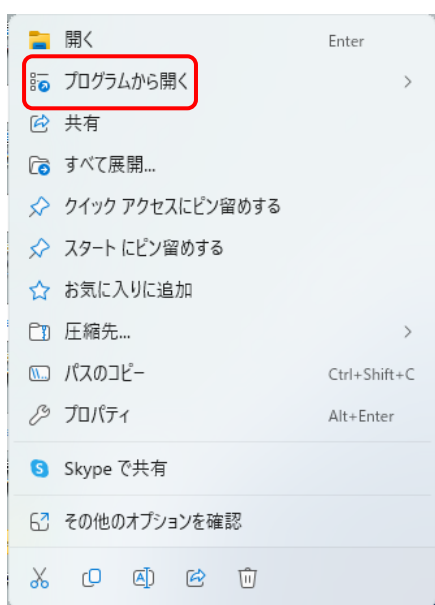 開く Enter
プログラムから開く
共有
すべて展開...
クイック アクセスにピン留めする
スタート にピン留めする
お気に入りに追加
圧縮先...
パスのコピー Ctrl+Shift+C
プロパティ Alt+Enter
Skype で共有
その他のオプションを確認